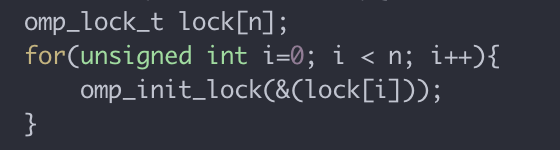 omp_lock_t lock[n];
for(unsigned int i=0; i < n; i++){
    omp_init_lock(&(lock[i]));
}